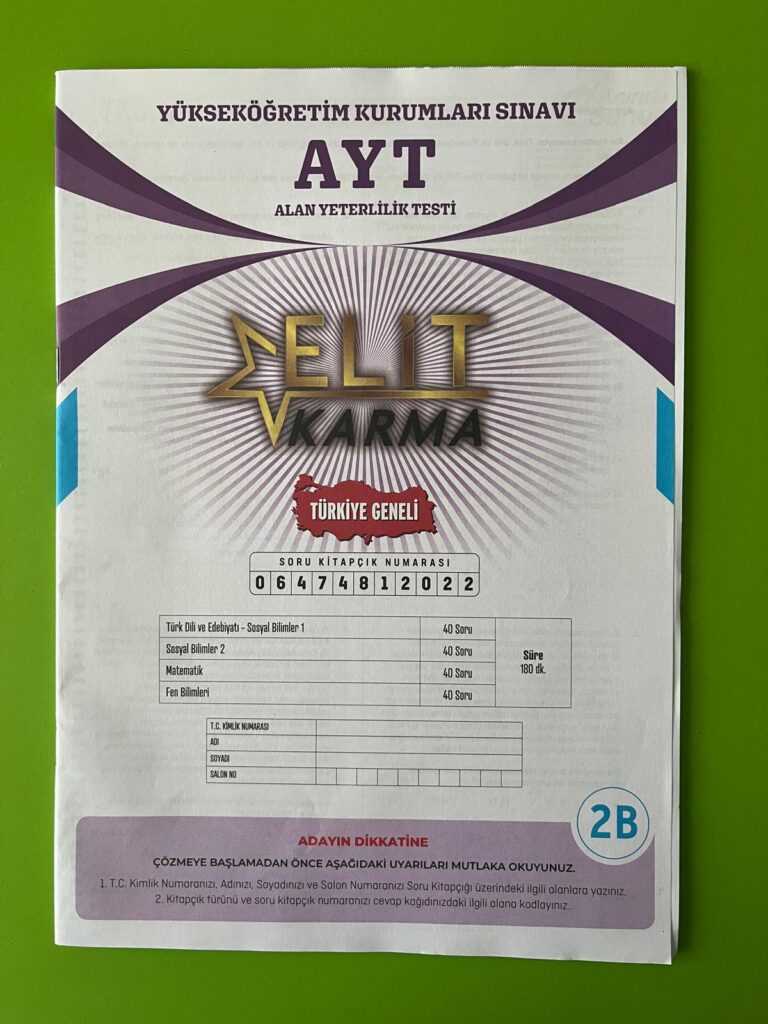 YÜKSEKÖĞRETİM KURUMLARI SINAVI
AYT
ALAN YETERLİLİK TESTİ
ELİT
KARMA
TÜRKİYE GENELİ
SORU KİTAPÇIK NUMARASI
06474812022
Türk Dili ve Edebiyatı - Sosyal Bilimler 1 40 Soru
Sosyal Bilimler 2 40 Soru
Matematik 40 Soru
Fen Bilimleri 40 Soru
Süre
180 dk.
T.C. KİMLİK NUMARASI
ADI
SOYADI
SALON NO
2B
ADAYIN DİKKATİNE
ÇÖZMEYE BAŞLAMADAN ÖNCE AŞAĞIDAKİ UYARILARI MUTLAKA OKUYUNUZ.
1. T.C. Kimlik Numaranızı, Adınızı, Soyadınızı ve Salon Numaranızı Soru Kitapçığı üzerindeki ilgili alanlara yazınız.
2. Kitapçık türünü ve soru kitapçık numaranızı cevap kağıdınızdaki ilgili alana kodlayınız.